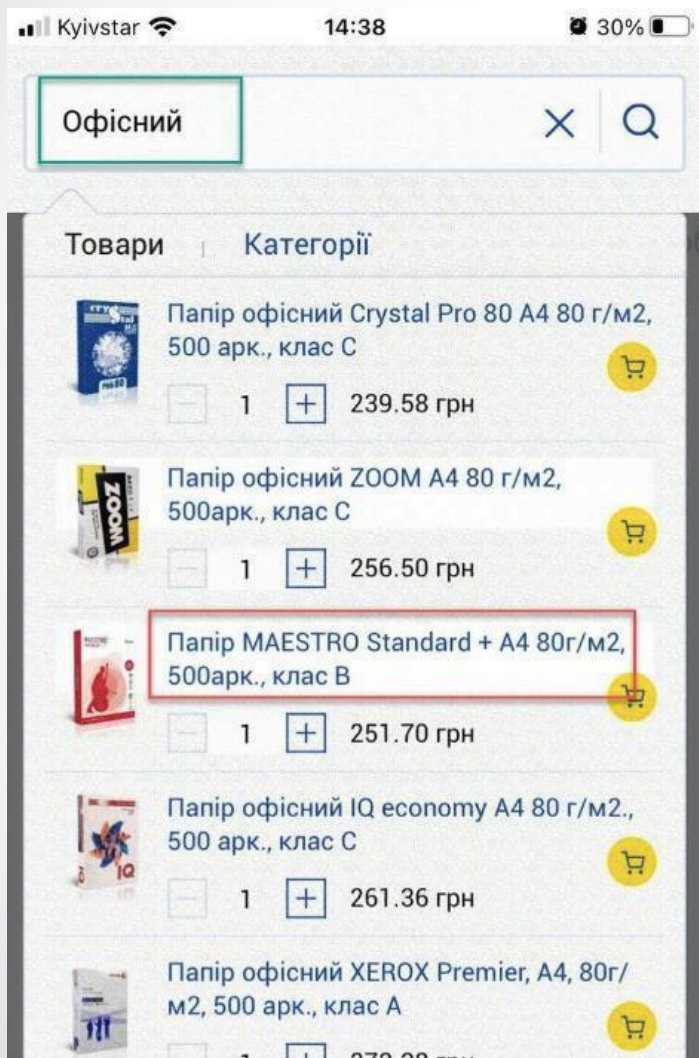 Kyivstar 14:38 30%
Офісний
Товари Категорії
Папір офісний Crystal Pro 80 А4 80 г/м2,
500 арк., клас С
1 239.58 грн
Папір офісний ZOOM А4 80 г/м2,
500арк., клас С
1 256.50 грн
Папір MAESTRO Standard + А4 80г/м2,
500арк., клас В
1 251.70 грн
Папір офісний IQ economy А4 80 г/м2.,
500 арк., клас С
1 261.36 грн
Папір офісний XEROX Premier, А4, 80г/
м2, 500 арк., клас А
ZOOM
IQ